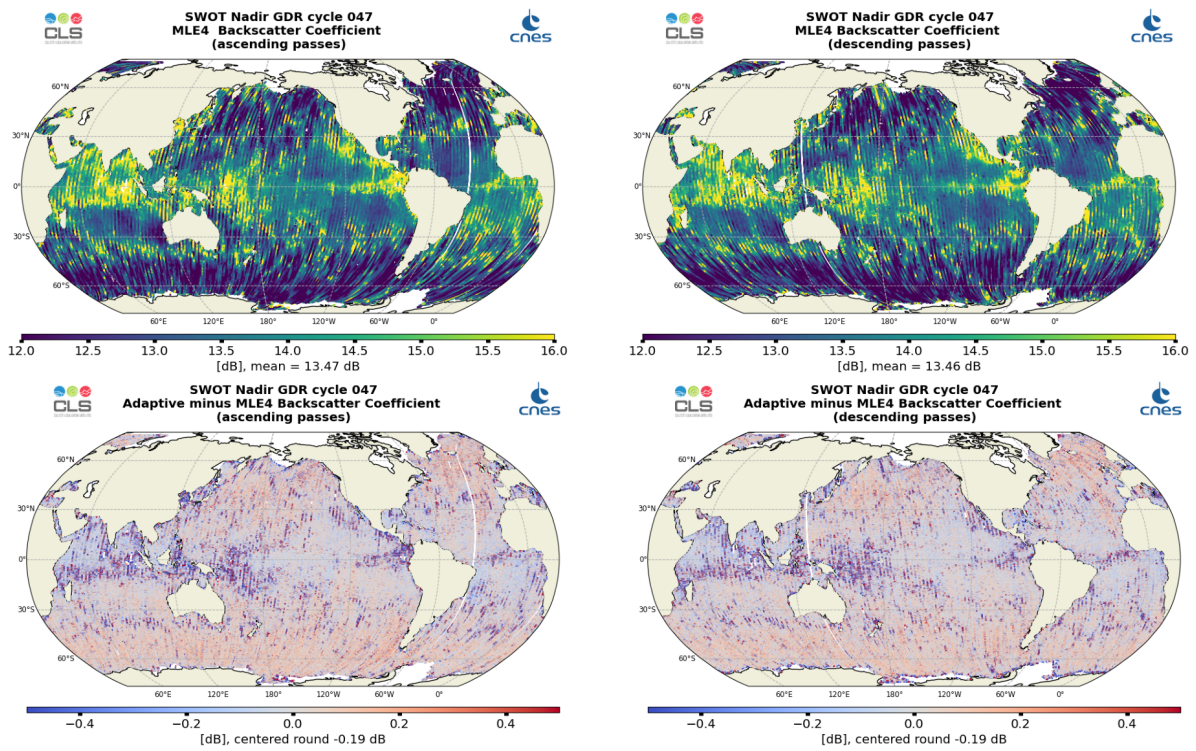 SWOT Nadir GDR cycle 047
MLE4 Backscatter Coefficient
(ascending passes)
CLS
cnes
60°N
30°N
0°
30°S
60°S
60°E 120°E 180° 120°W 60°W 0°
12.0 12.5 13.0 13.5 14.0 14.5 15.0 15.5 16.0
[dB], mean = 13.47 dB
SWOT Nadir GDR cycle 047
MLE4 Backscatter Coefficient
(descending passes)
CLS
cnes
60°N
30°N
0°
30°S
60°S
60°E 120°E 180° 120°W 60°W 0°
12.0 12.5 13.0 13.5 14.0 14.5 15.0 15.5 16.0
[dB], mean = 13.46 dB
SWOT Nadir GDR cycle 047
Adaptive minus MLE4 Backscatter Coefficient
(ascending passes)
CLS
cnes
60°N
30°N
0°
30°S
60°S
60°E 120°E 180° 120°W 60°W 0°
−0.4 −0.2 0.0 0.2 0.4
[dB], centered round -0.19 dB
SWOT Nadir GDR cycle 047
Adaptive minus MLE4 Backscatter Coefficient
(descending passes)
CLS
cnes
60°N
30°N
0°
30°S
60°S
60°E 120°E 180° 120°W 60°W 0°
−0.4 −0.2 0.0 0.2 0.4
[dB], centered round -0.19 dB